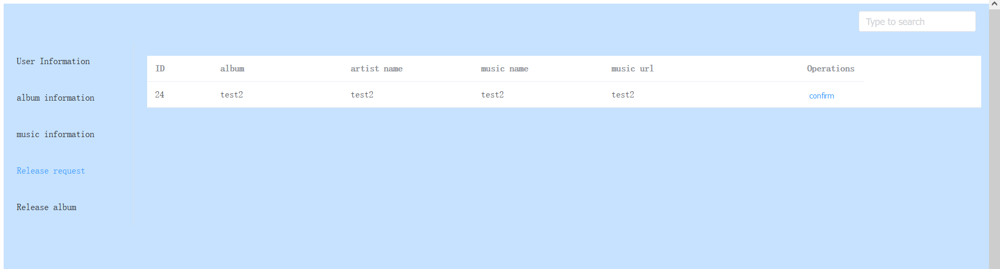 Type to search
User Information
album information
music information
Release request
Release album
ID album artist name music name music url Operations
24 test2 test2 test2 test2 confirm